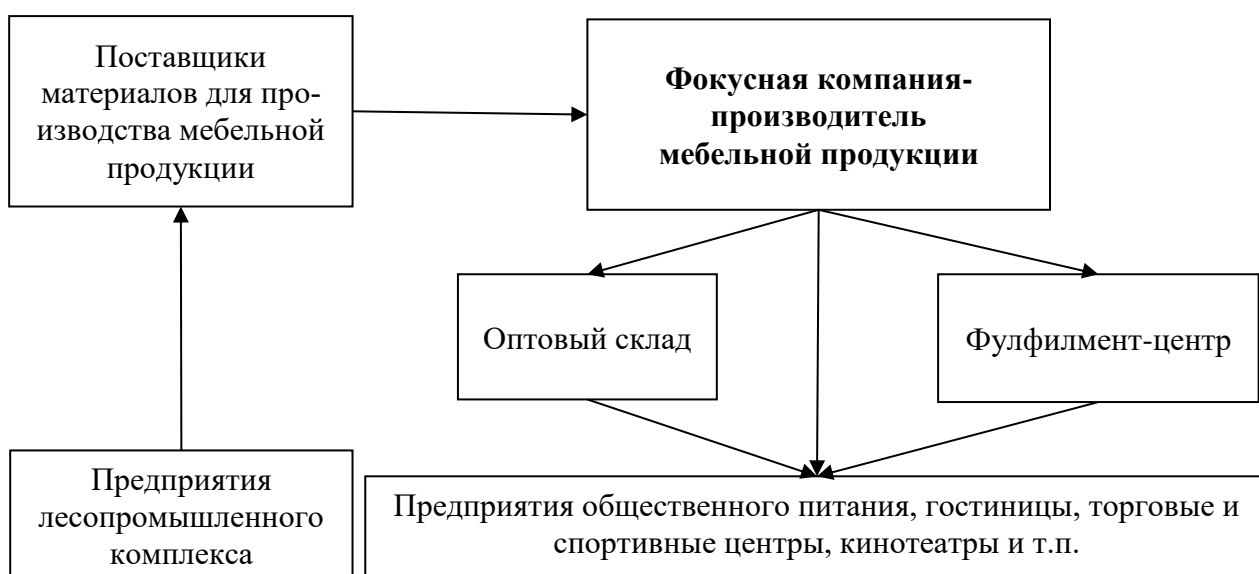 Поставщики
материалов для про-
изводства мебельной
продукции
Фокусная компания-
производитель
мебельной продукции
Оптовый склад
Фулфилмент-центр
Предприятия
лесопромышленного
комплекса
Предприятия общественного питания, гостиницы, торговые и
спортивные центры, кинотеатры и т.п.